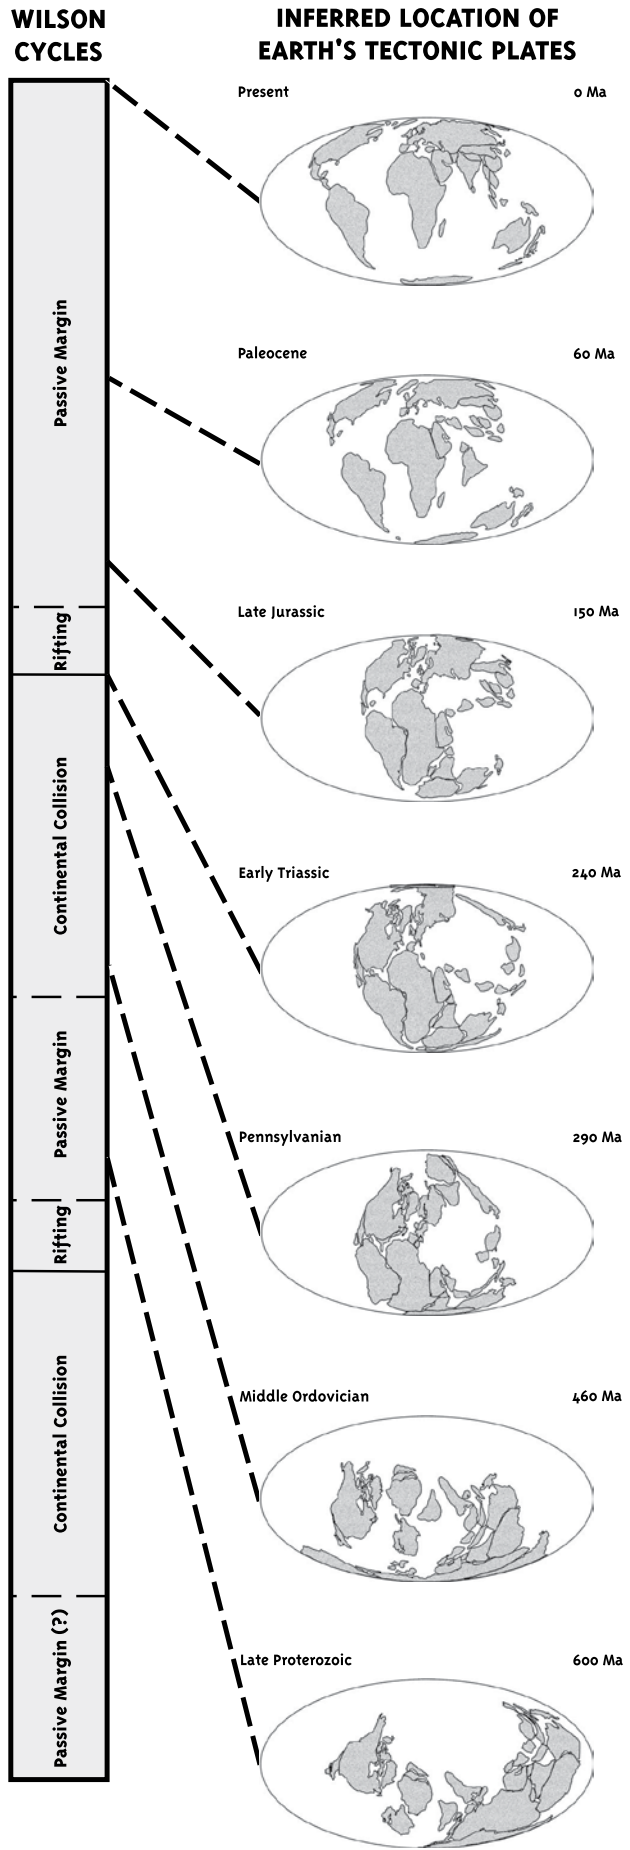 WILSON
CYCLES
INFERRED LOCATION OF
EARTH'S TECTONIC PLATES
Present 0 Ma
Paleocene 60 Ma
Late Jurassic 150 Ma
Early Triassic 240 Ma
Pennsylvanian 290 Ma
Middle Ordovician 460 Ma
Late Proterozoic 600 Ma
Passive Margin
Rifting
Continental Collision
Passive Margin
Rifting
Continental Collision
Passive Margin (?)